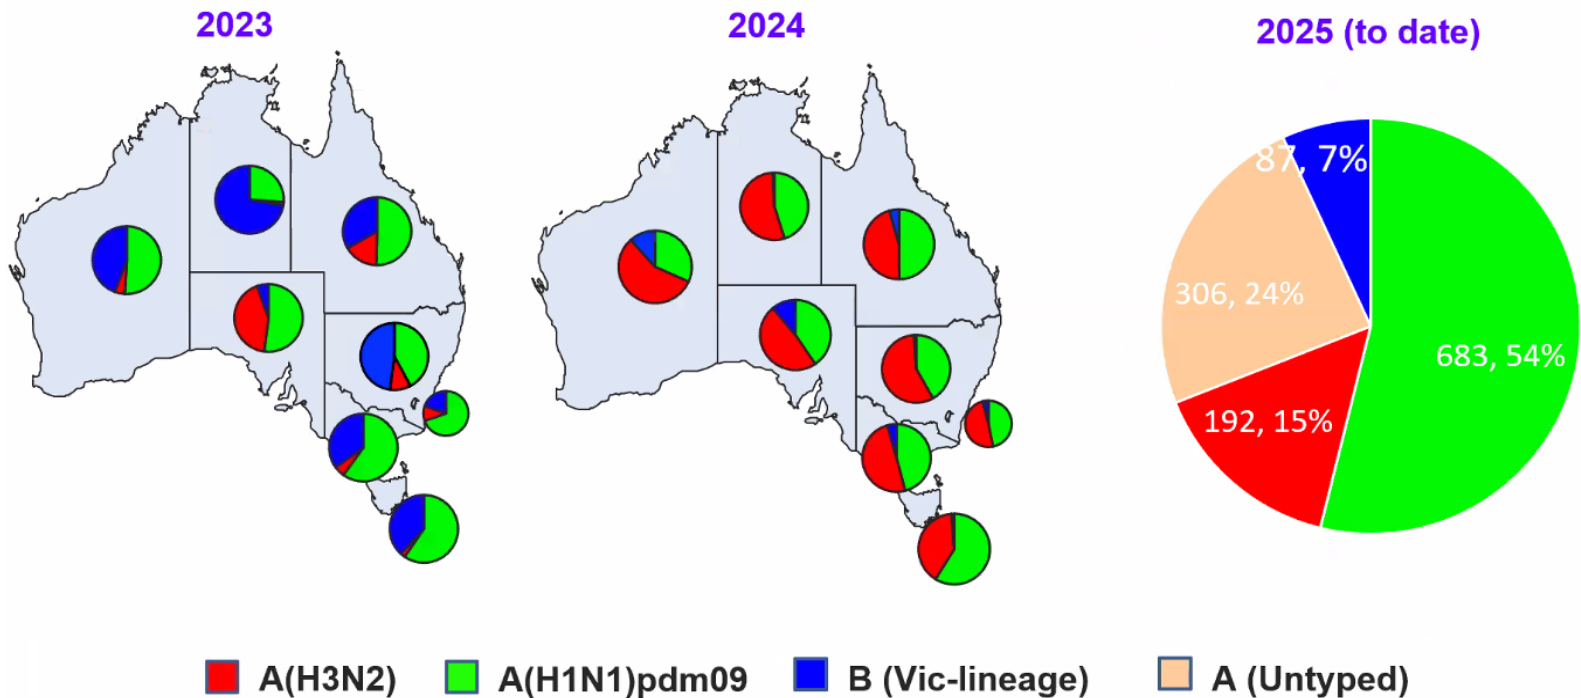 2023
2024
2025 (to date)
87, 7%
306, 24%
683, 54%
192, 15%
A(H3N2)
A(H1N1)pdm09
B (Vic-lineage)
A (Untyped)